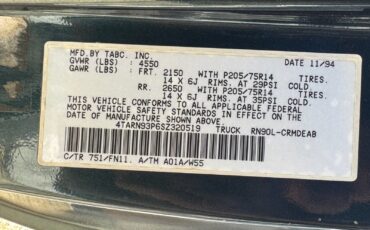 MFD.BY TABC. INC. DATE 11/94
GVWR (LBS) : 4550
GAWR (LBS) : FRT. 2150 WITH P205/75R14 TIRES.
14 X 6J RIMS.AT 29PSI COLD.
RR. 2650 WITH P205/75R14 TIRES.
14 X 6J RIMS.AT 35PSI COLD.
THIS VEHICLE CONFORMS TO ALL APPLICABLE FEDERAL
MOTOR VEHICLE SAFETY STANDARDS IN EFFECT ON THE
DATE OF MANUFACTURE SHOWN ABOVE.
4TARN93P6SZ320519 TRUCK RN90L-CRMDEAB
C/TR 751/FN11. A/TM A01A/W55